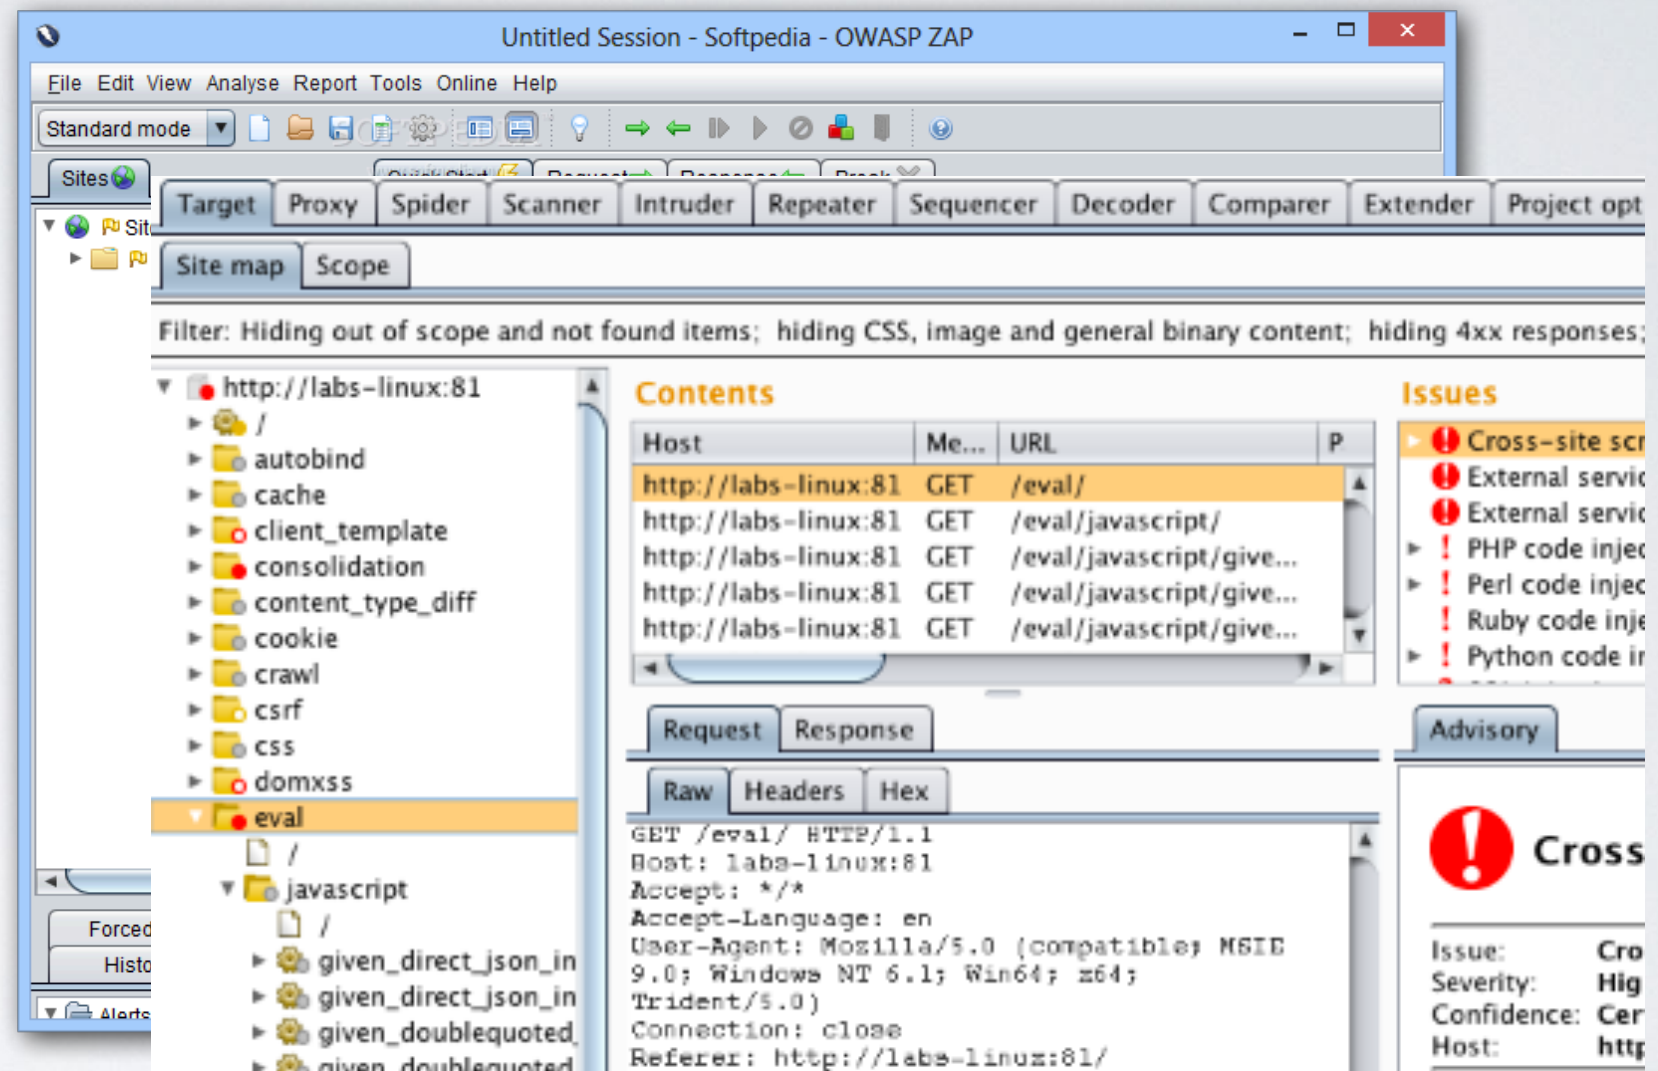 Untitled Session - Softpedia - OWASP ZAP
File Edit View Analyse Report Tools Online Help
Standard mode
SOFTPEDIA
Sites
Quick Start Request Response Break
Target Proxy Spider Scanner Intruder Repeater Sequencer Decoder Comparer Extender Project opt
Sit
Site map Scope
Filter: Hiding out of scope and not found items; hiding CSS, image and general binary content; hiding 4xx responses;
http://labs-linux:81
/
autobind
cache
client_template
consolidation
content_type_diff
cookie
crawl
csrf
css
domxss
eval
/
javascript
/
given_direct_json_in
given_direct_json_in
given_doublequoted_
given_doublequoted
Contents
Host Me... URL P
http://labs-linux:81 GET /eval/
http://labs-linux:81 GET /eval/javascript/
http://labs-linux:81 GET /eval/javascript/give...
http://labs-linux:81 GET /eval/javascript/give...
http://labs-linux:81 GET /eval/javascript/give...
Request Response
Raw Headers Hex
GET /eval/ HTTP/1.1
Host: labs-linux:81
Accept: */*
Accept-Language: en
User-Agent: Mozilla/5.0 (compatible; MSIE
9.0; Windows NT 6.1; Win64; x64;
Trident/5.0)
Connection: close
Referer: http://labs-linux:81/
Issues
Cross-site scr
External servic
External servic
PHP code injec
Perl code injec
Ruby code inje
Python code in
Advisory
Cross
Issue: Cro
Severity: Hig
Confidence: Cer
Host: http
Forced
Histo
Alerts